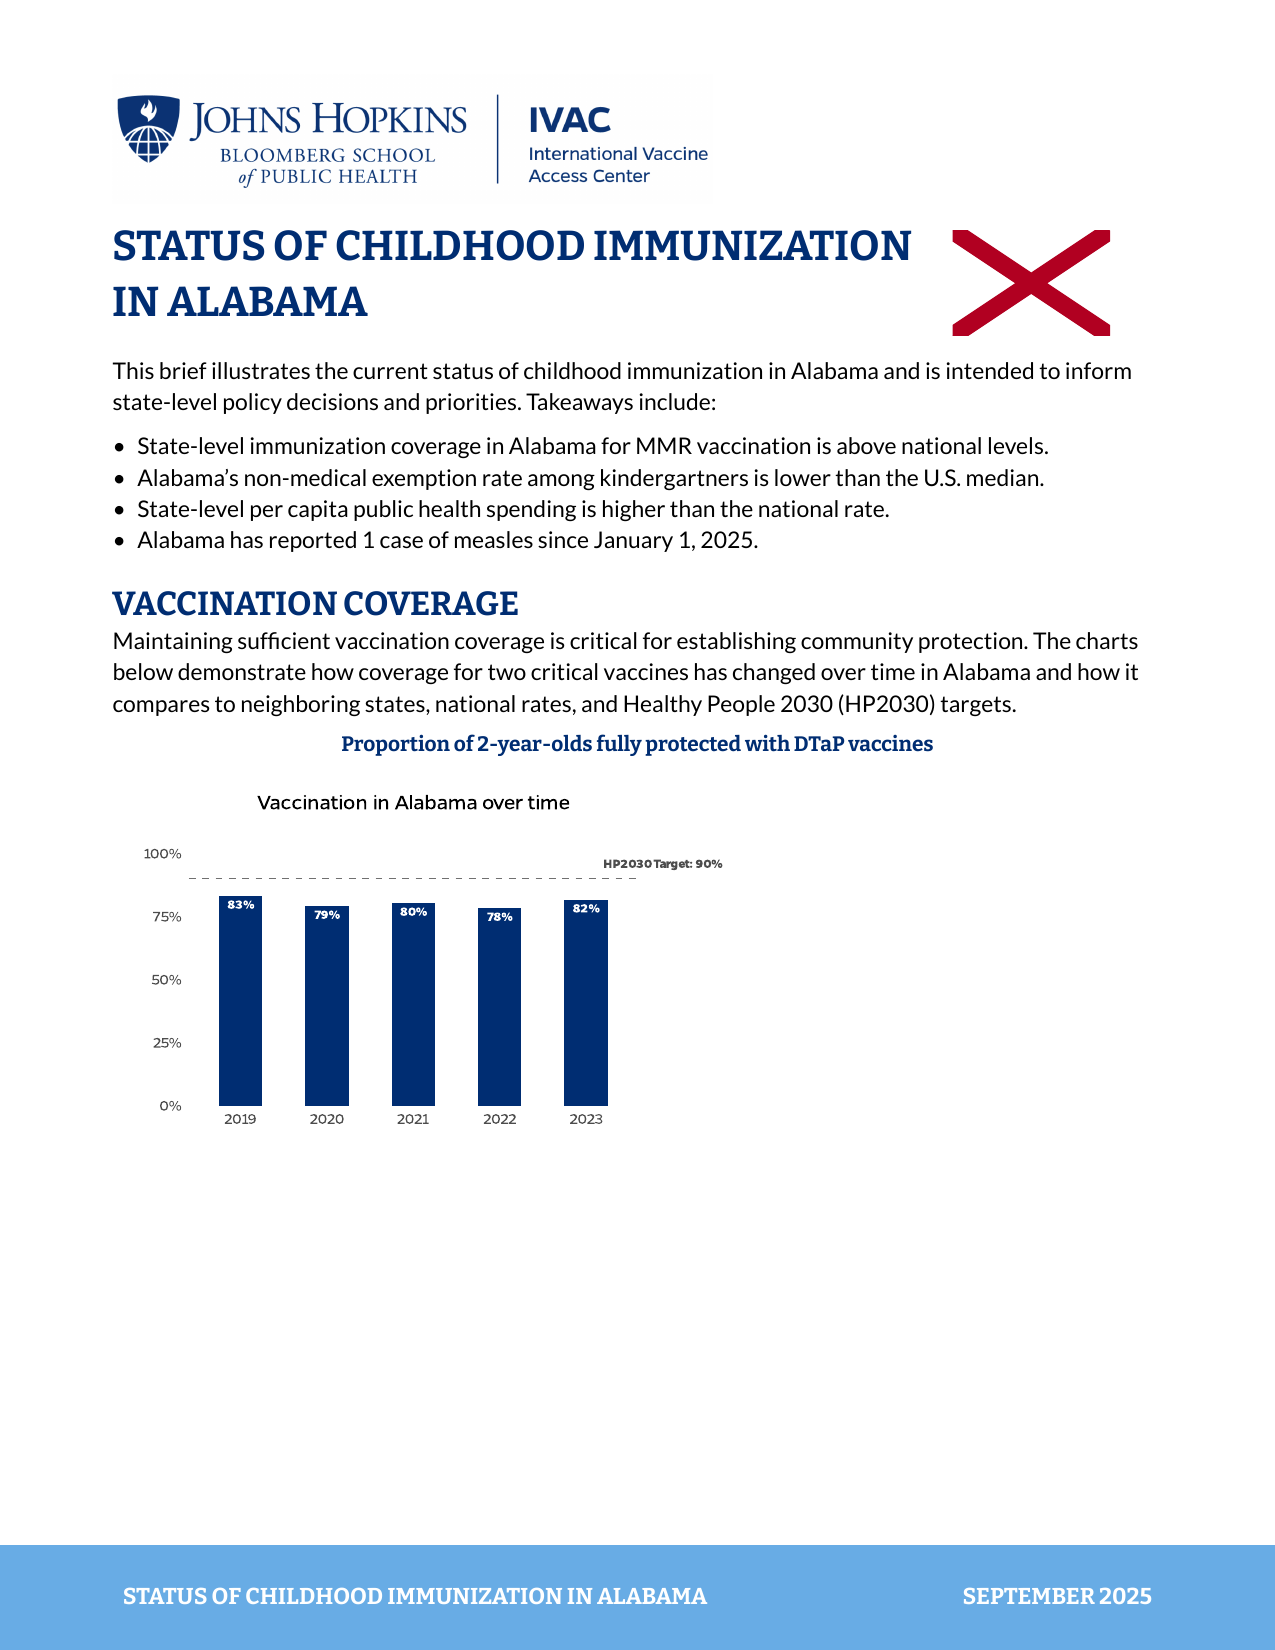 JOHNS HOPKINS
BLOOMBERG SCHOOL
of PUBLIC HEALTH
IVAC
International Vaccine
Access Center
STATUS OF CHILDHOOD IMMUNIZATION
IN ALABAMA
This brief illustrates the current status of childhood immunization in Alabama and is intended to inform
state-level policy decisions and priorities. Takeaways include:
• State-level immunization coverage in Alabama for MMR vaccination is above national levels.
• Alabama’s non-medical exemption rate among kindergartners is lower than the U.S. median.
• State-level per capita public health spending is higher than the national rate.
• Alabama has reported 1 case of measles since January 1, 2025.
VACCINATION COVERAGE
Maintaining sufficient vaccination coverage is critical for establishing community protection. The charts
below demonstrate how coverage for two critical vaccines has changed over time in Alabama and how it
compares to neighboring states, national rates, and Healthy People 2030 (HP2030) targets.
Proportion of 2-year-olds fully protected with DTaP vaccines
Vaccination in Alabama over time
100%
HP2030 Target: 90%
83%
79%
80%
78%
82%
75%
50%
25%
0%
2019 2020 2021 2022 2023
STATUS OF CHILDHOOD IMMUNIZATION IN ALABAMA
SEPTEMBER 2025